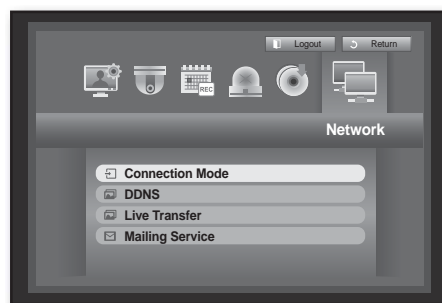 Logout
Return
REC
Network
Connection Mode
DDNS
Live Transfer
Mailing Service